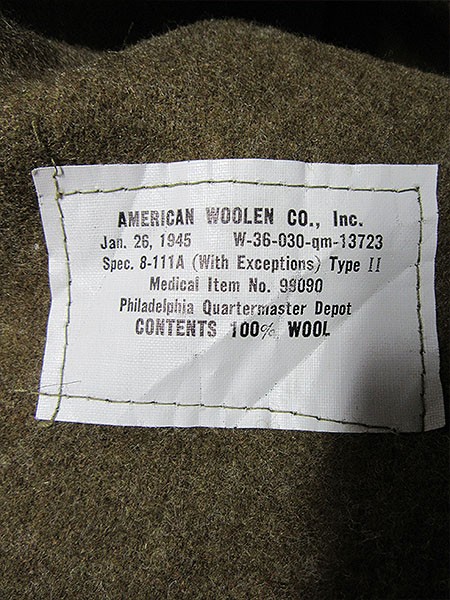 AMERICAN WOOLEN CO., Inc.
Jan. 26, 1945 W-36-030-qm-13723
Spec. 8-111A (With Exceptions) Type II
Medical Item No. 99090
Philadelphia Quartermaster Depot
CONTENTS 100% WOOL